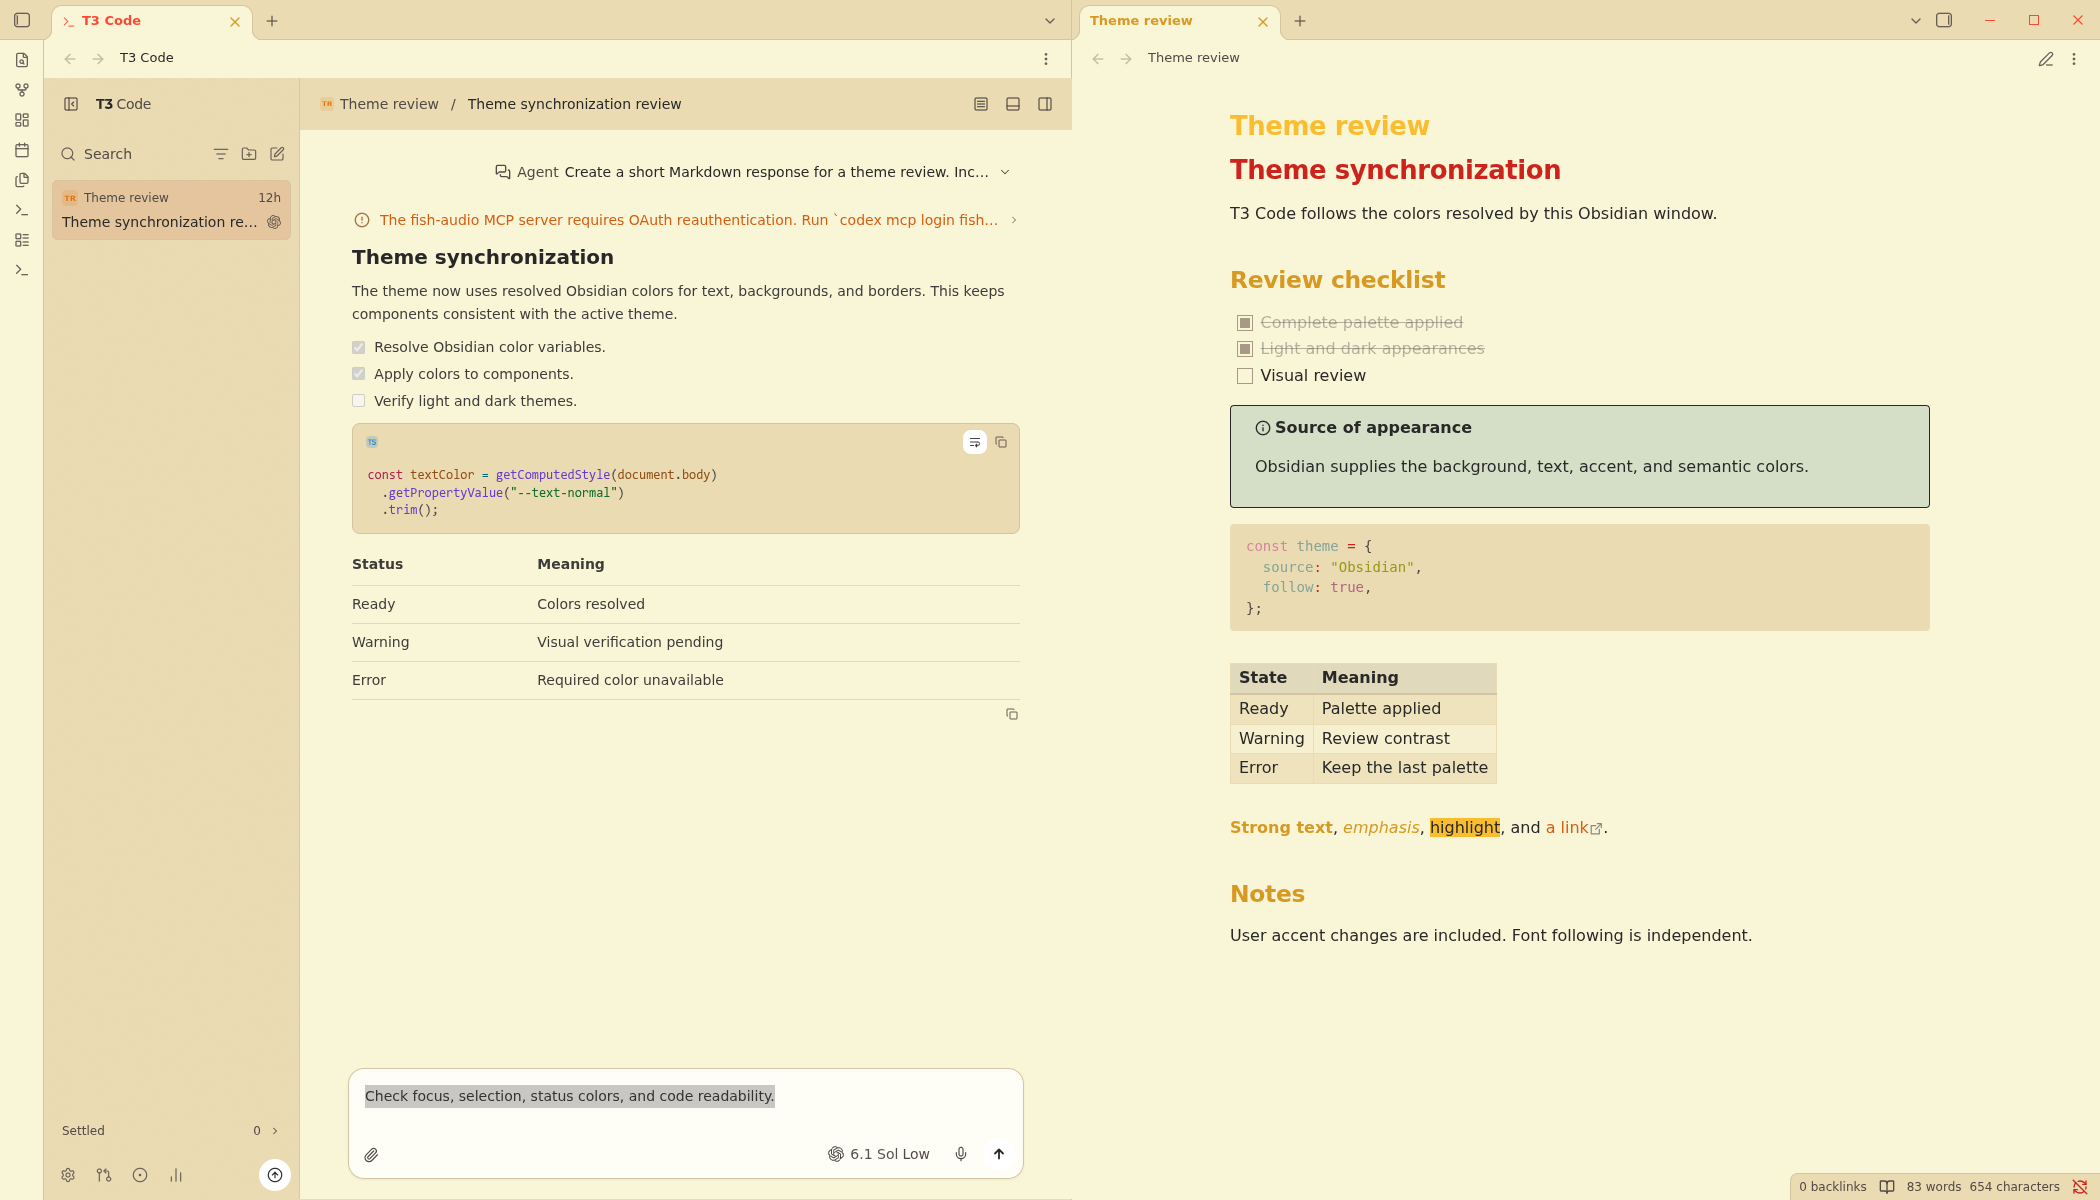 T3 Code
Theme review
T3 Code
Theme review
T3 Code
Search
Theme review 12h
Theme synchronization re...
Settled 0
TR Theme review / Theme synchronization review
Agent Create a short Markdown response for a theme review. Inc...
The fish-audio MCP server requires OAuth reauthentication. Run `codex mcp login fish...
Theme synchronization
The theme now uses resolved Obsidian colors for text, backgrounds, and borders. This keeps
components consistent with the active theme.
Resolve Obsidian color variables.
Apply colors to components.
Verify light and dark themes.
TS
const textColor = getComputedStyle(document.body)
  .getPropertyValue("--text-normal")
  .trim();
Status Meaning
Ready Colors resolved
Warning Visual verification pending
Error Required color unavailable
Check focus, selection, status colors, and code readability.
6.1 Sol Low
Theme review
Theme synchronization
T3 Code follows the colors resolved by this Obsidian window.
Review checklist
Complete palette applied
Light and dark appearances
Visual review
Source of appearance
Obsidian supplies the background, text, accent, and semantic colors.
const theme = {
  source: "Obsidian",
  follow: true,
};
State Meaning
Ready Palette applied
Warning Review contrast
Error Keep the last palette
Strong text, emphasis, highlight, and a link.
Notes
User accent changes are included. Font following is independent.
0 backlinks 83 words 654 characters